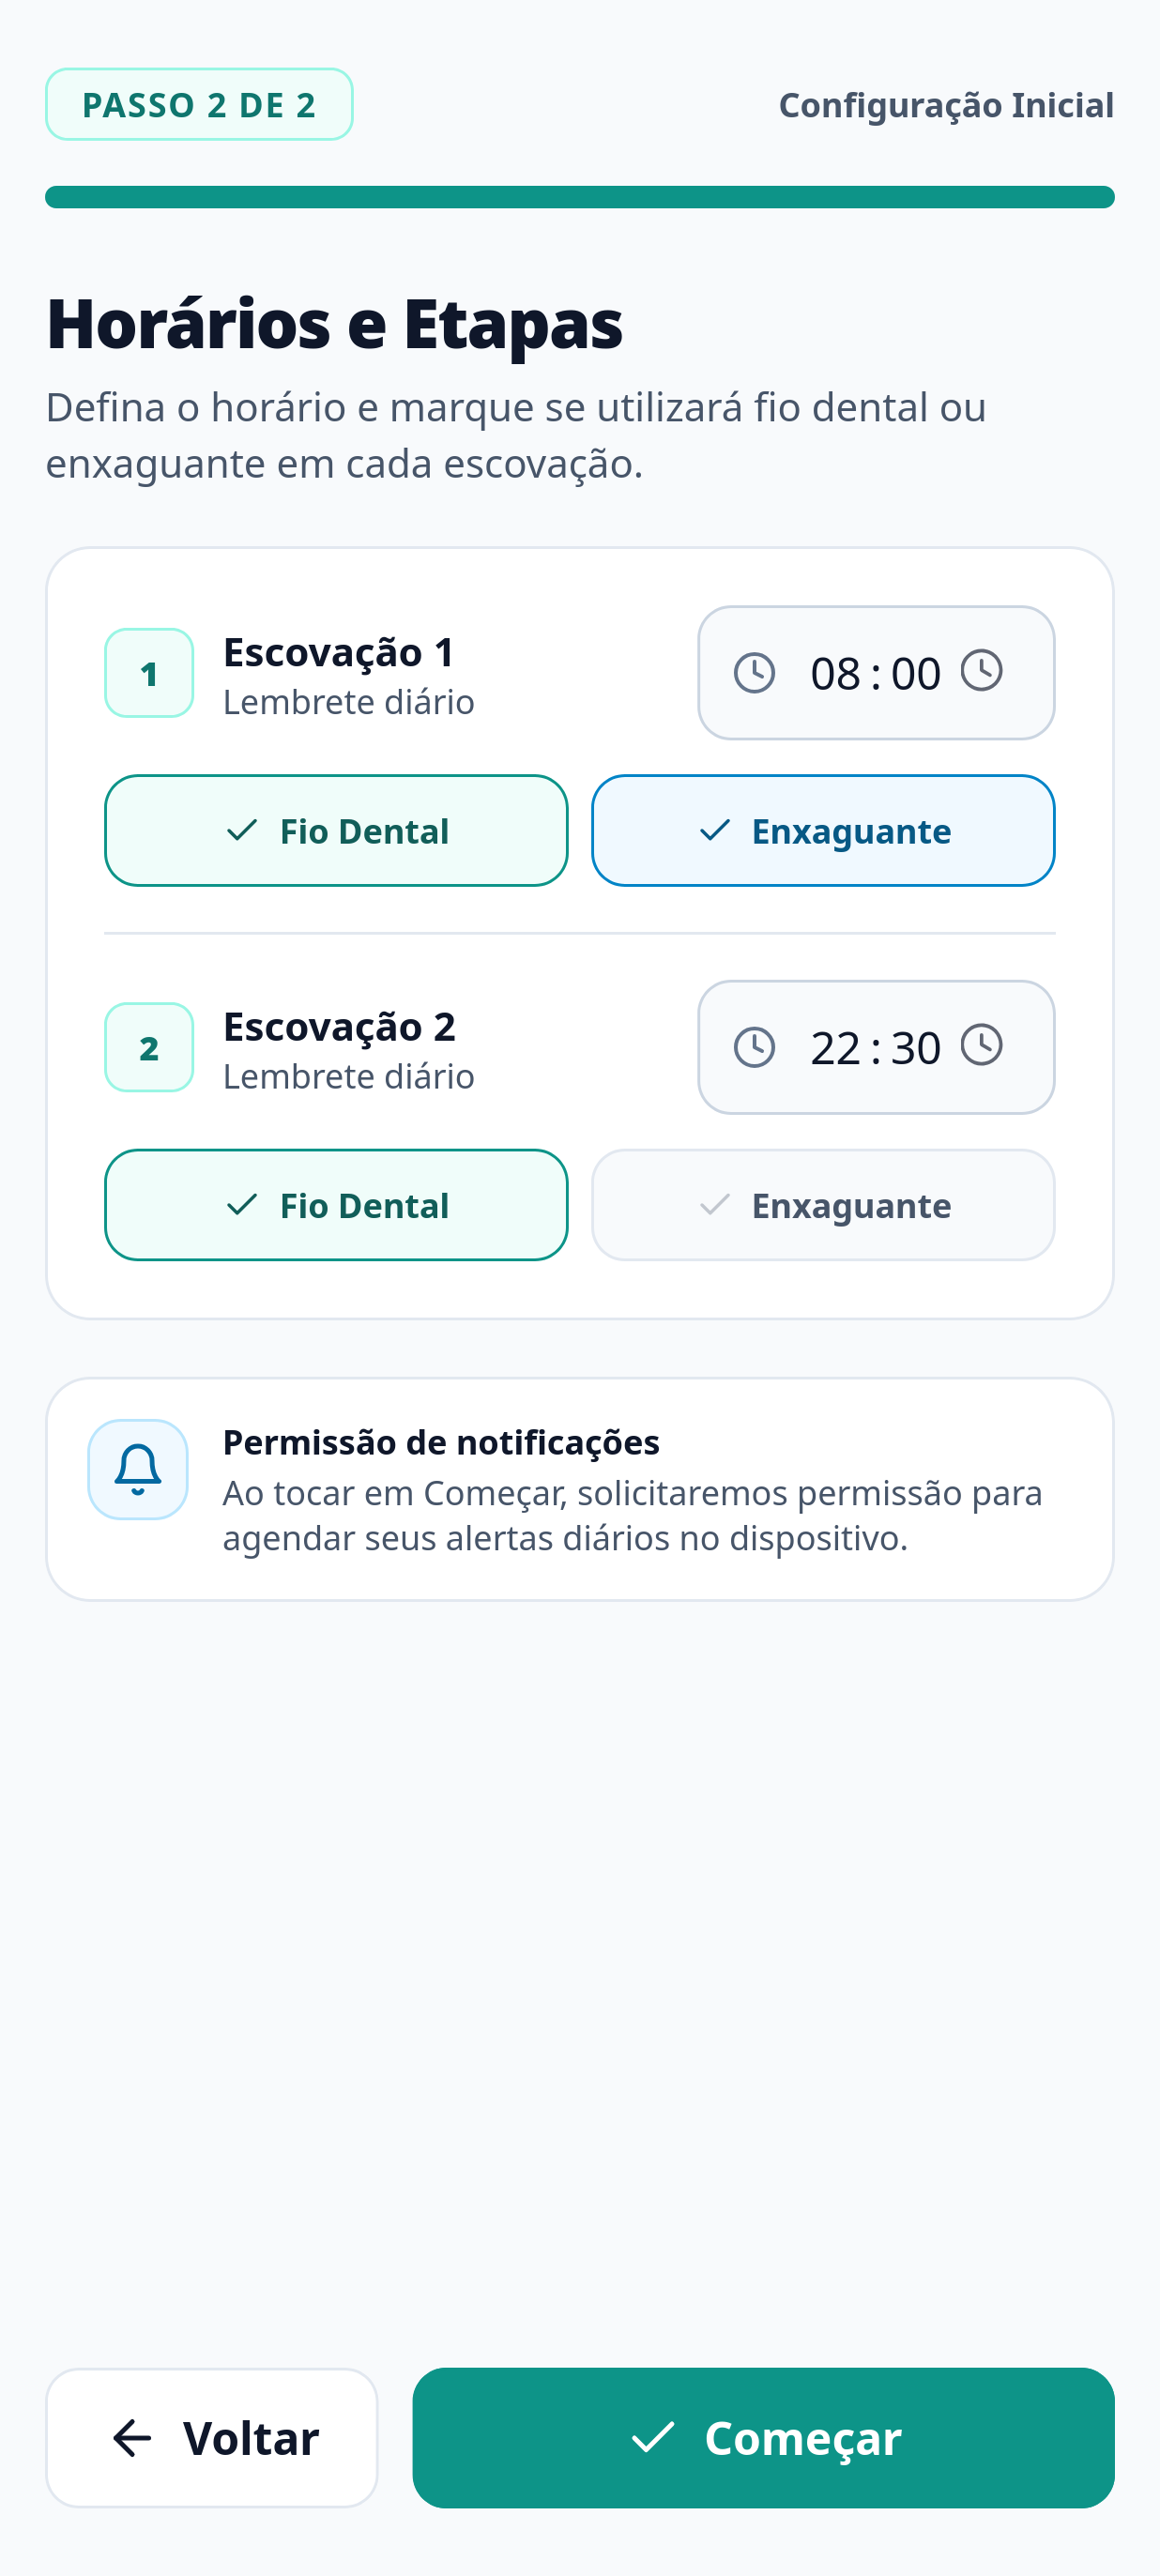 PASSO 2 DE 2
Configuração Inicial
Horários e Etapas
Defina o horário e marque se utilizará fio dental ou
enxaguante em cada escovação.
1
Escovação 1
Lembrete diário
08:00
Fio Dental
Enxaguante
2
Escovação 2
Lembrete diário
22:30
Fio Dental
Enxaguante
Permissão de notificações
Ao tocar em Começar, solicitaremos permissão para
agendar seus alertas diários no dispositivo.
Voltar
Começar